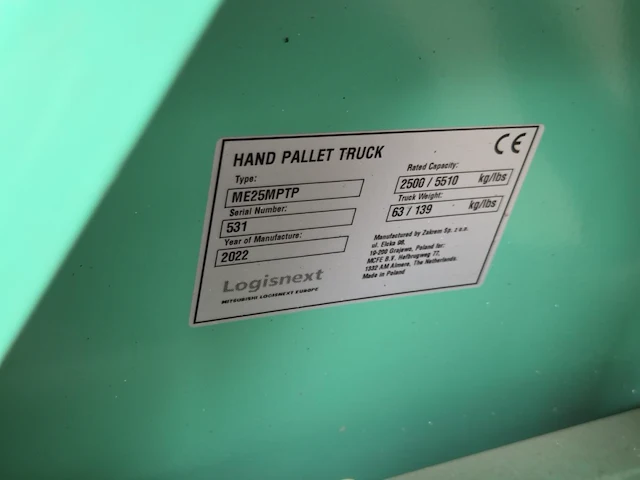 HAND PALLET TRUCK
CE
Type:
ME25MPTP
Serial Number:
531
Year of Manufacture:
2022
Rated Capacity:
2500 / 5510 kg/lbs
Truck Weight:
63 / 139 kg/lbs
Manufactured by Zakrem Sp. z o.o.
ul. Elcka
19-200 Grajewo, Poland for:
MCFE B.V. Hefbrugweg 77,
1332 AM Almere, The Netherlands.
Made in Poland
Logisnext
MITSUBISHI LOGISNEXT EUROPE